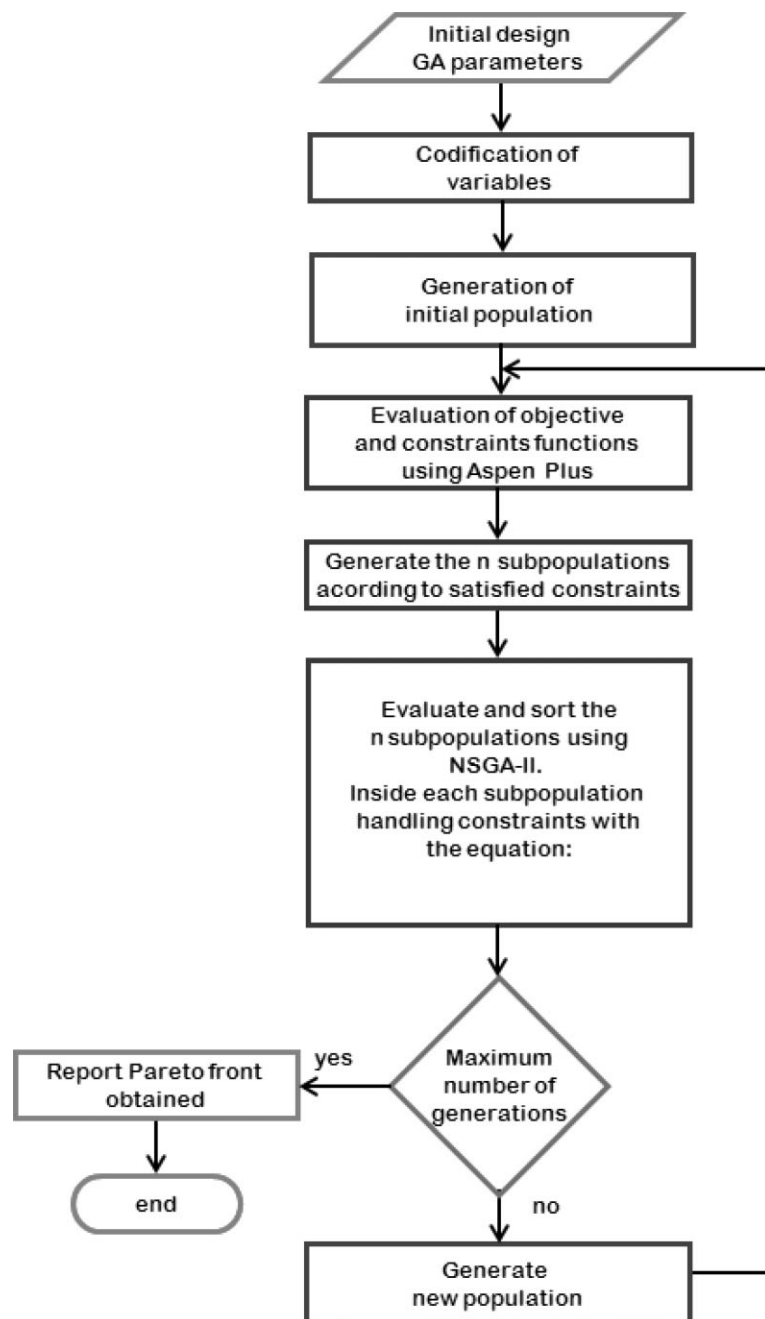 Initial design
GA parameters
Codification of
variables
Generation of
initial population
Evaluation of objective
and constraints functions
using Aspen Plus
Generate the n subpopulations
acording to satisfied constraints
Evaluate and sort the
n subpopulations using
NSGA-II.
Inside each subpopulation
handling constraints with
the equation:
Maximum
number of
generations
yes
Report Pareto front
obtained
end
no
Generate
new population